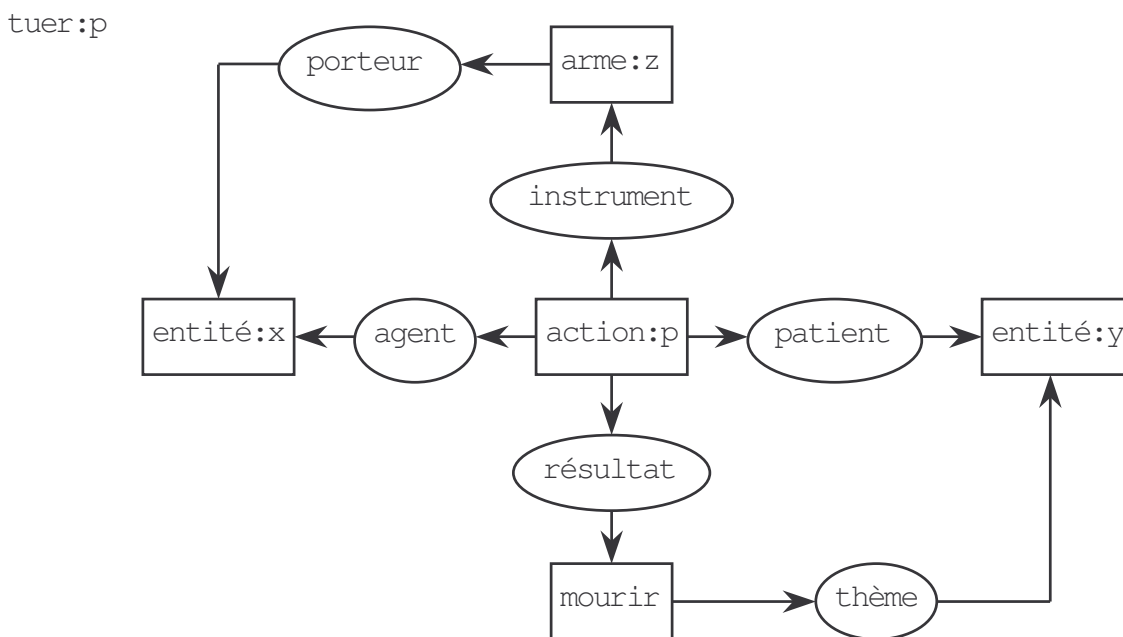 tuer:p
porteur
arme:z
instrument
entité:x
agent
action:p
patient
entité:y
résultat
mourir
thème